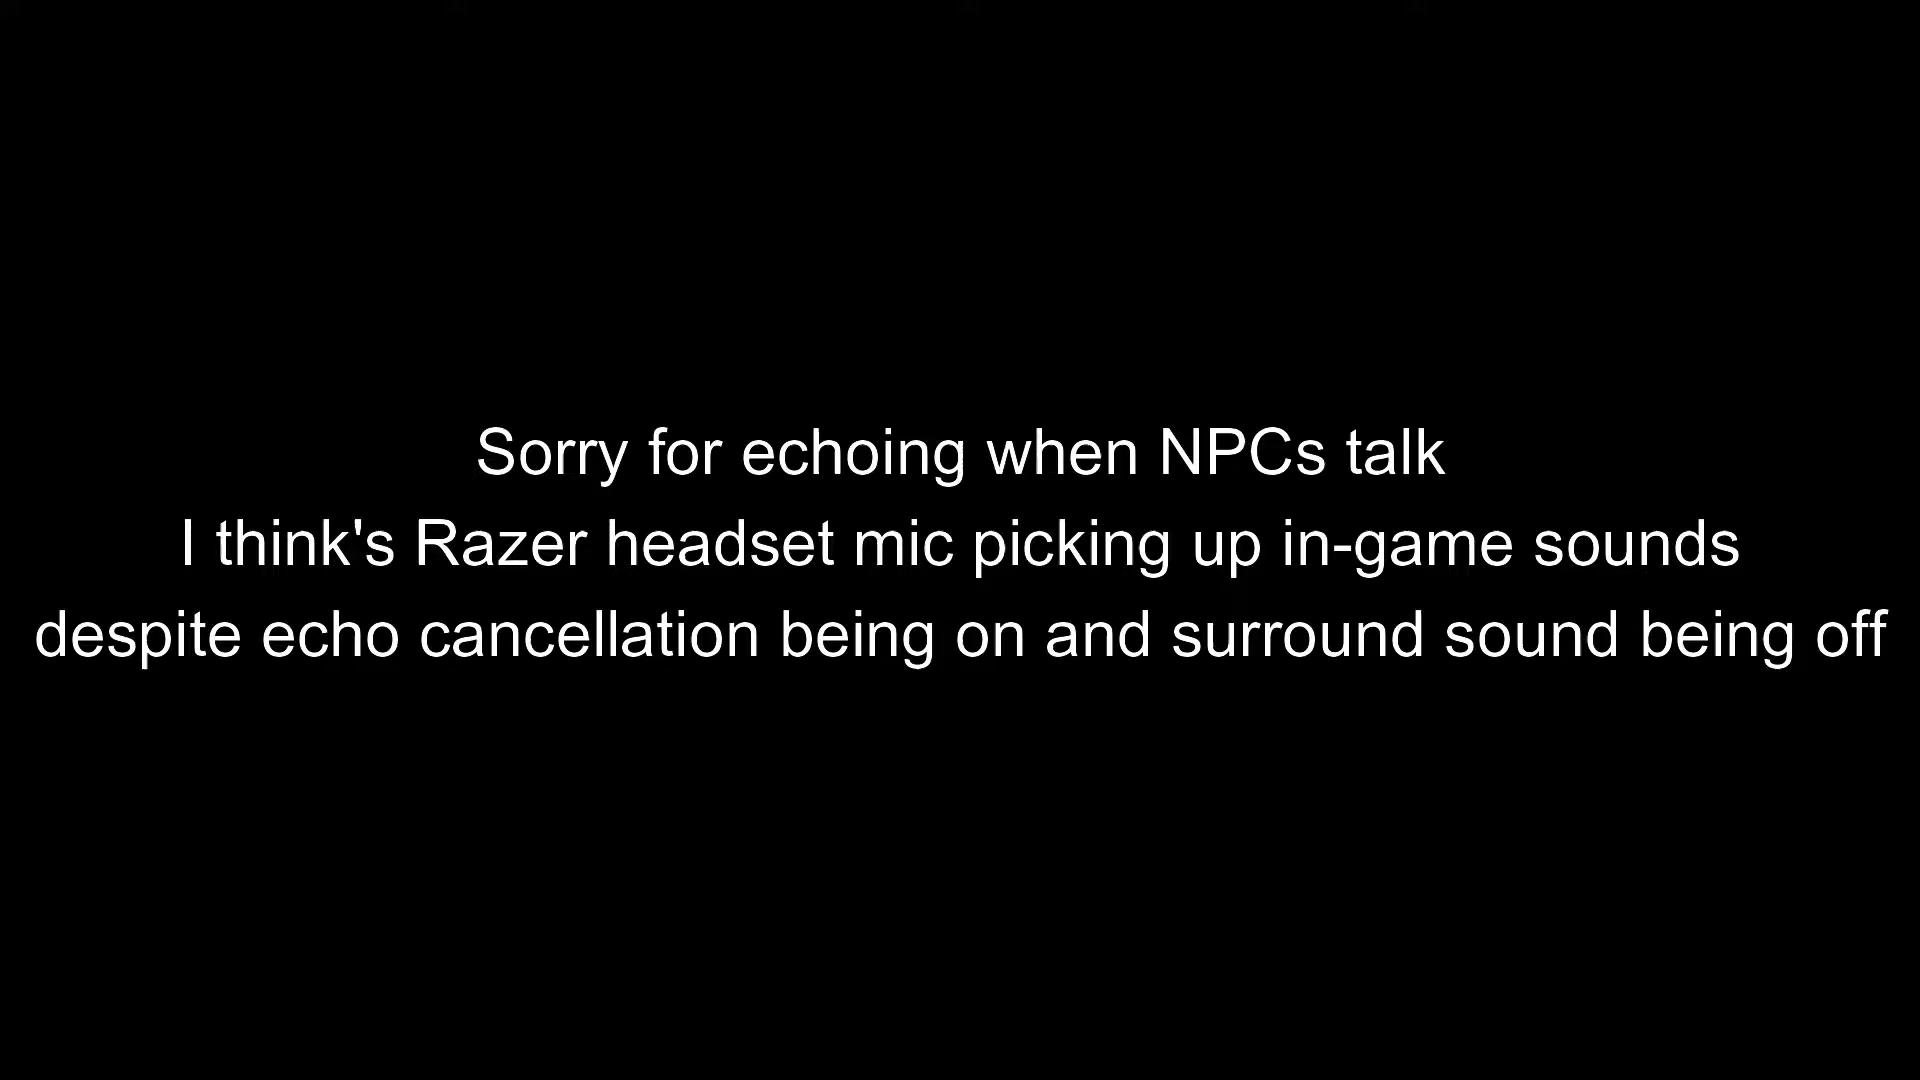 Sorry for echoing when NPCs talk
I think's Razer headset mic picking up in-game sounds
despite echo cancellation being on and surround sound being off